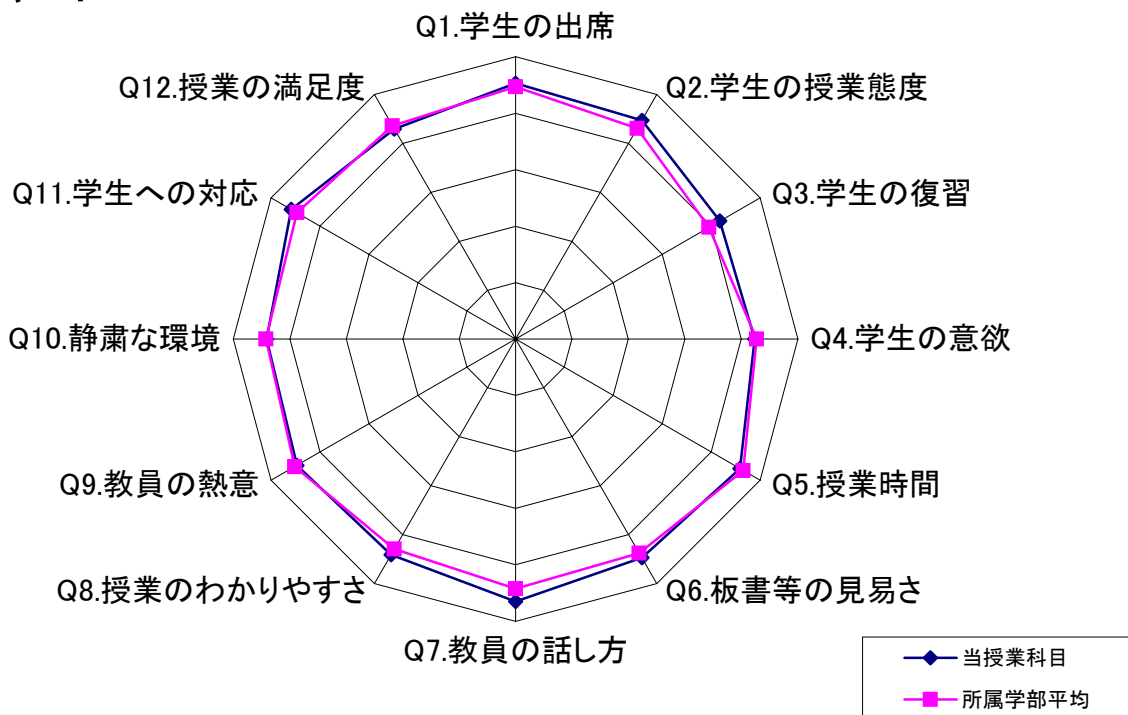 Q1.学生の出席
Q2.学生の授業態度
Q3.学生の復習
Q4.学生の意欲
Q5.授業時間
Q6.板書等の見易さ
Q7.教員の話し方
Q8.授業のわかりやすさ
Q9.教員の熱意
Q10.静粛な環境
Q11.学生への対応
Q12.授業の満足度
当授業科目
所属学部平均